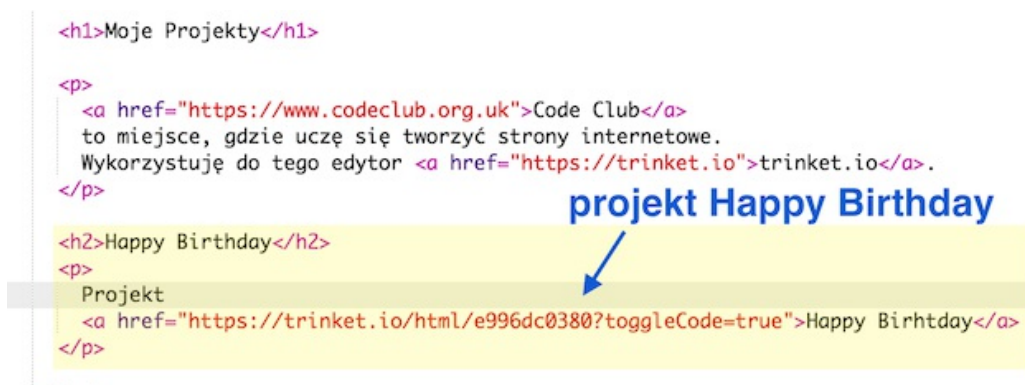 <h1>Moje Projekty</h1>
<p>
<a href="https://www.codeclub.org.uk">Code Club</a>
to miejsce, gdzie uczę się tworzyć strony internetowe.
Wykorzystuję do tego edytor <a href="https://trinket.io">trinket.io</a>.
</p>
projekt Happy Birthday
<h2>Happy Birthday</h2>
<p>
Projekt
<a href="https://trinket.io/html/e996dc0380?toggleCode=true">Happy Birhtday</a>
</p>